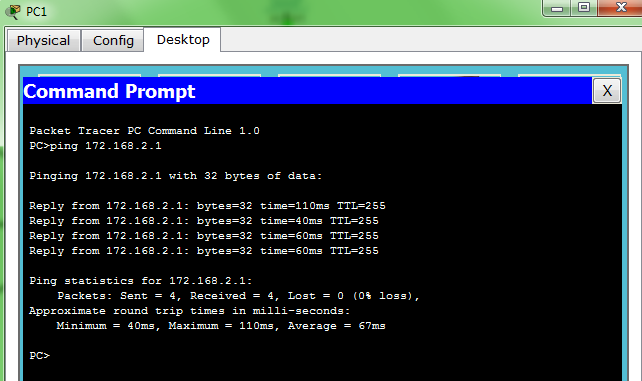 PC1
Physical Config Desktop
Command Prompt
X
Packet Tracer PC Command Line 1.0
PC>ping 172.168.2.1
Pinging 172.168.2.1 with 32 bytes of data:
Reply from 172.168.2.1: bytes=32 time=110ms TTL=255
Reply from 172.168.2.1: bytes=32 time=40ms TTL=255
Reply from 172.168.2.1: bytes=32 time=60ms TTL=255
Reply from 172.168.2.1: bytes=32 time=60ms TTL=255
Ping statistics for 172.168.2.1:
    Packets: Sent = 4, Received = 4, Lost = 0 (0% loss),
Approximate round trip times in milli-seconds:
    Minimum = 40ms, Maximum = 110ms, Average = 67ms
PC>